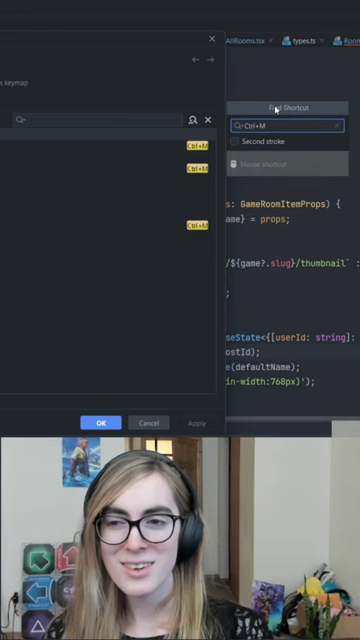 AllRooms.tsx types.ts Room
s keymap
Find Shortcut
Ctrl+M
Ctrl+M
Second stroke
Ctrl+M
Mouse shortcut
s: GameRoomItemProps) {
ame} = props;
Ctrl+M
/${game?.slug}/thumbnail` :
;
seState<{[userId: string]:
ostId);
e(defaultName);
in-width:768px)');
OK Cancel Apply